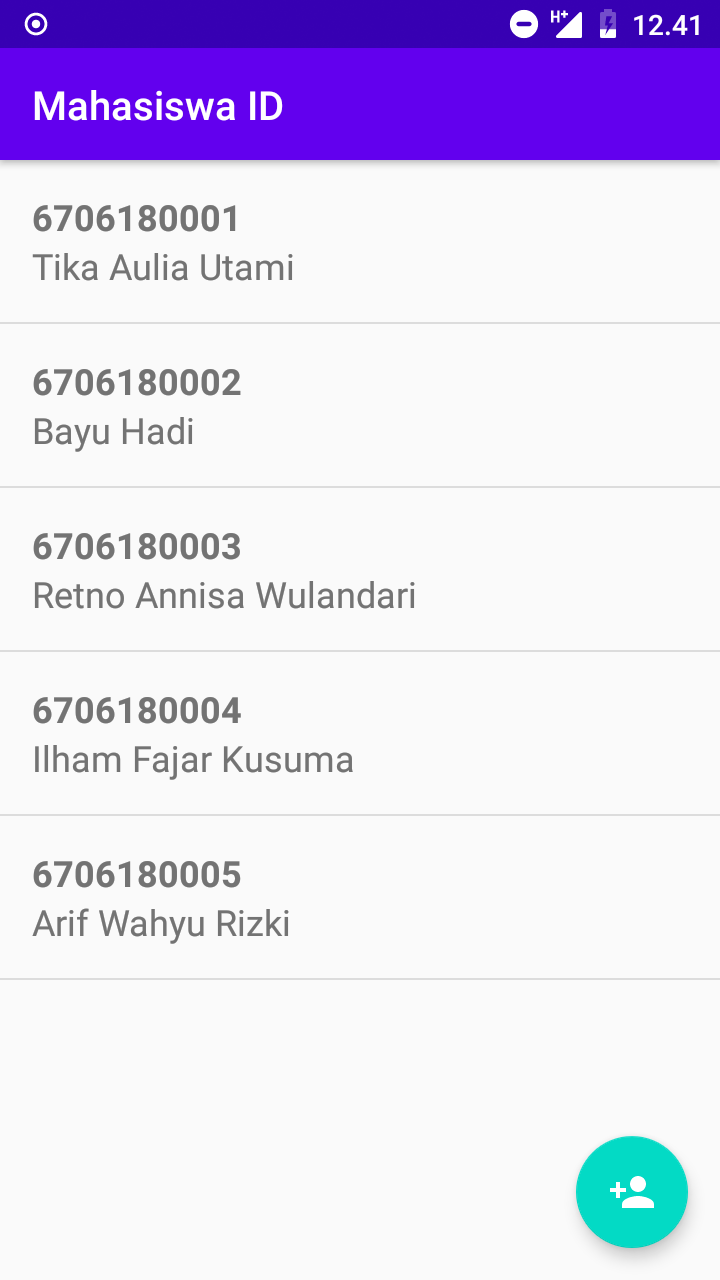 H+ 12.41
Mahasiswa ID
6706180001
Tika Aulia Utami
6706180002
Bayu Hadi
6706180003
Retno Annisa Wulandari
6706180004
Ilham Fajar Kusuma
6706180005
Arif Wahyu Rizki